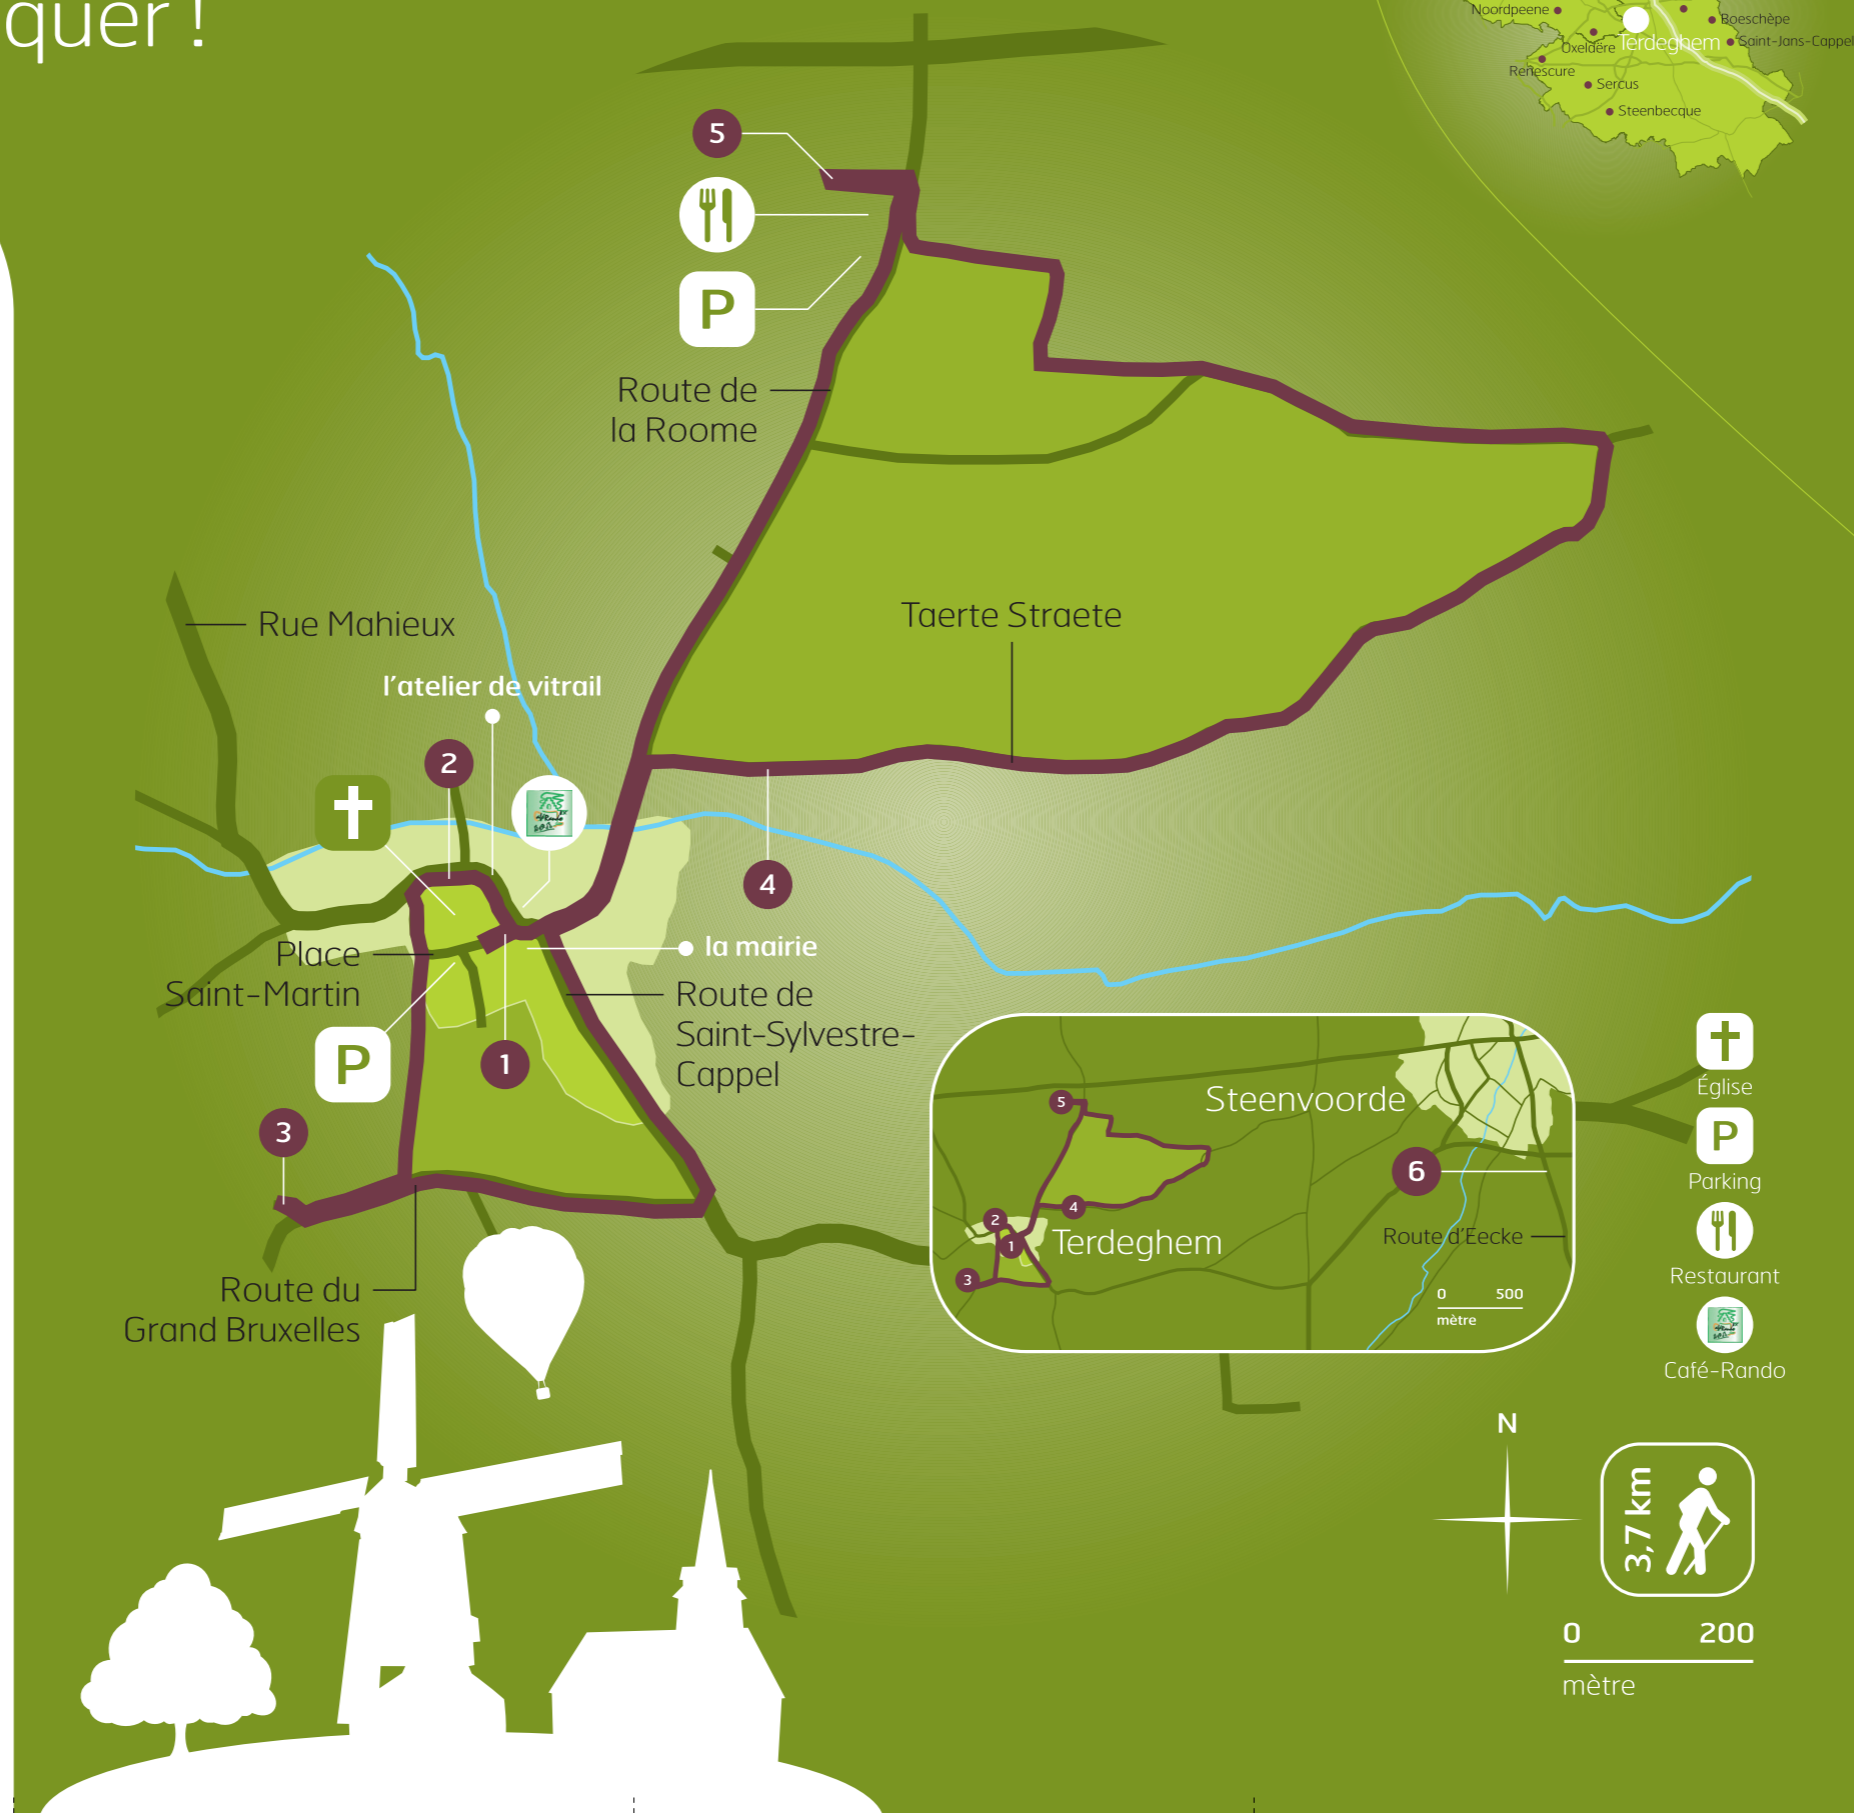 quer !
Noordpeene
Boeschèpe
Oxelaëre
Terdeghem
Saint-Jans-Cappel
Renescure
Sercus
Steenbecque
5
P
Route de
la Roome
Rue Mahieux
Taerte Straete
l'atelier de vitrail
2
4
Place
Saint-Martin
la mairie
Route de
Saint-Sylvestre-
Cappel
P
1
3
Route du
Grand Bruxelles
Steenvoorde
5
6
4
2
1
Terdeghem
3
Route d'Eecke
0 500
mètre
Église
P
Parking
Restaurant
Café-Rando
N
3,7 km
0 200
mètre